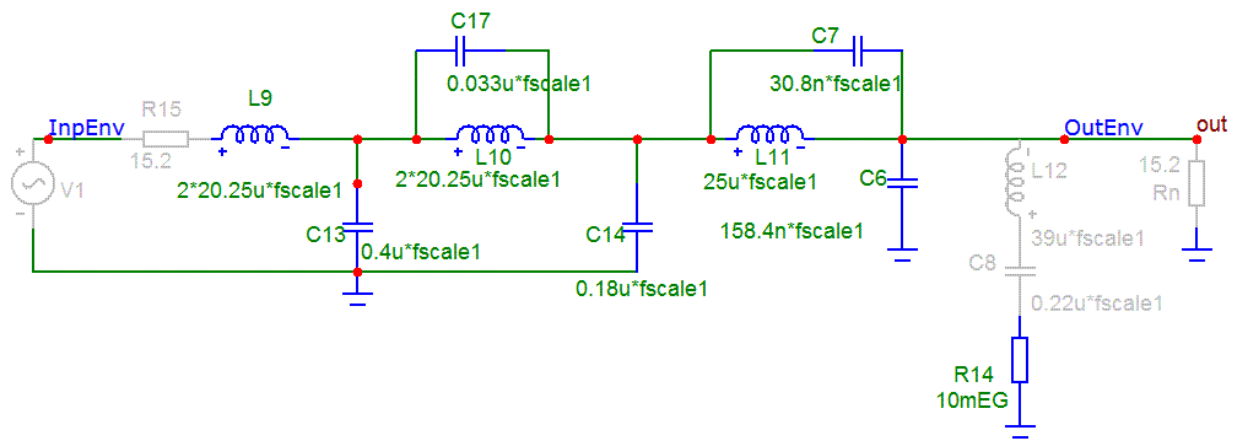 C17
0.033u*fscale1
C7
30.8n*fscale1
InpEnv
R15
15.2
L9
2*20.25u*fscale1
L10
2*20.25u*fscale1
L11
25u*fscale1
OutEnv
out
V1
C13
0.4u*fscale1
C14
0.18u*fscale1
C6
158.4n*fscale1
L12
39u*fscale1
15.2
Rn
C8
0.22u*fscale1
R14
10mEG